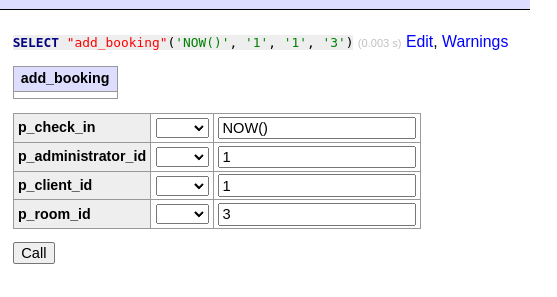 SELECT "add_booking"('NOW()', '1', '1', '3') (0.003 s) Edit, Warnings
add_booking
p_check_in NOW()
p_administrator_id 1
p_client_id 1
p_room_id 3
Call